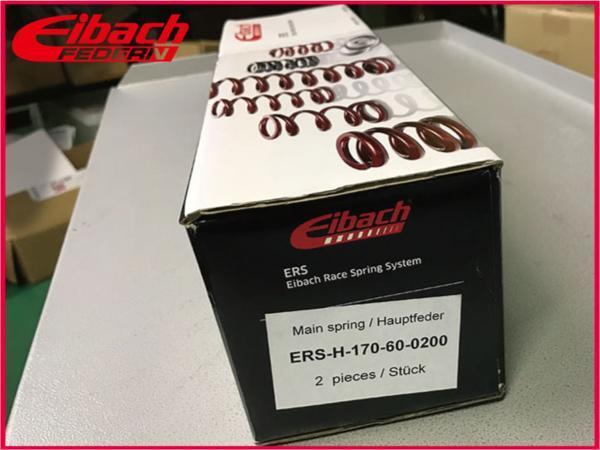 Eibach
FEDERN
Eibach
ERS
Eibach Race Spring System
Main spring / Hauptfeder
ERS-H-170-60-0200
2 pieces / Stück